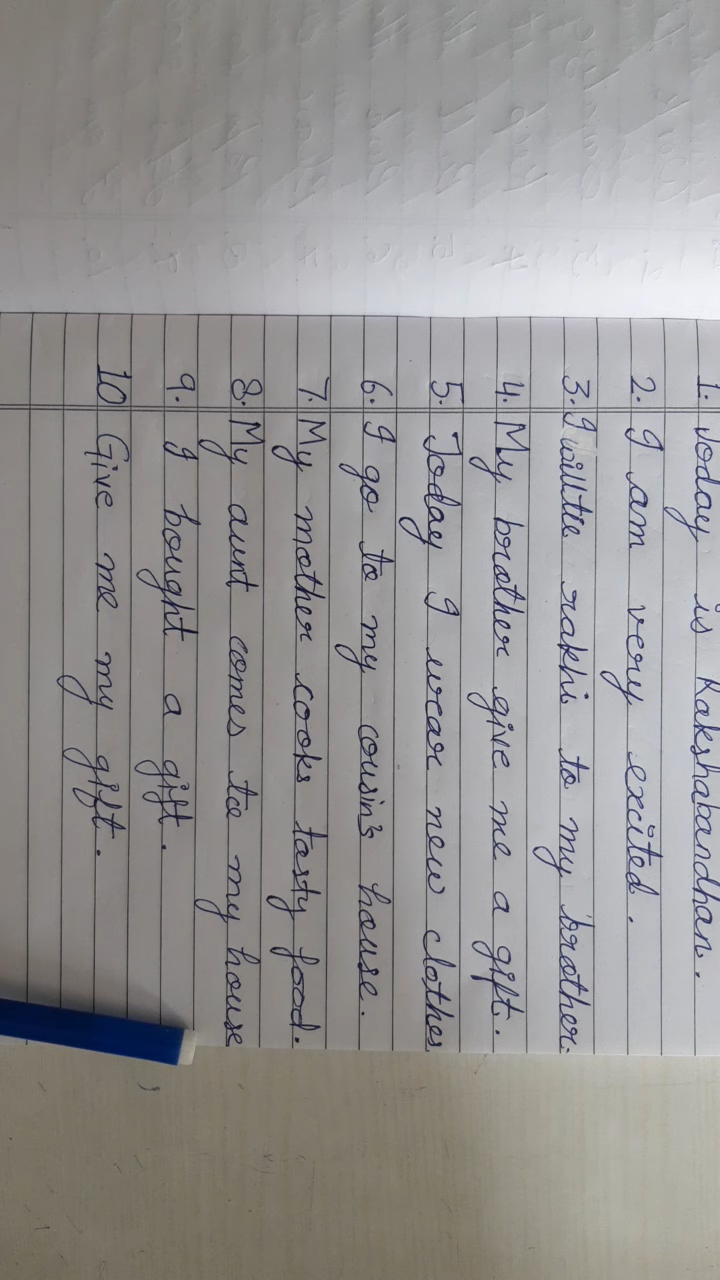 1. Today is Rakshabandhan.
2. I am very excited.
3. I will tie rakhi to my brother.
4. My brother give me a gift.
5. Today I wear new clothes
6. I go to my cousin's house.
7. My mother cooks tasty food.
8. My aunt comes to my house
9. I bought a gift.
10 Give me my gift.